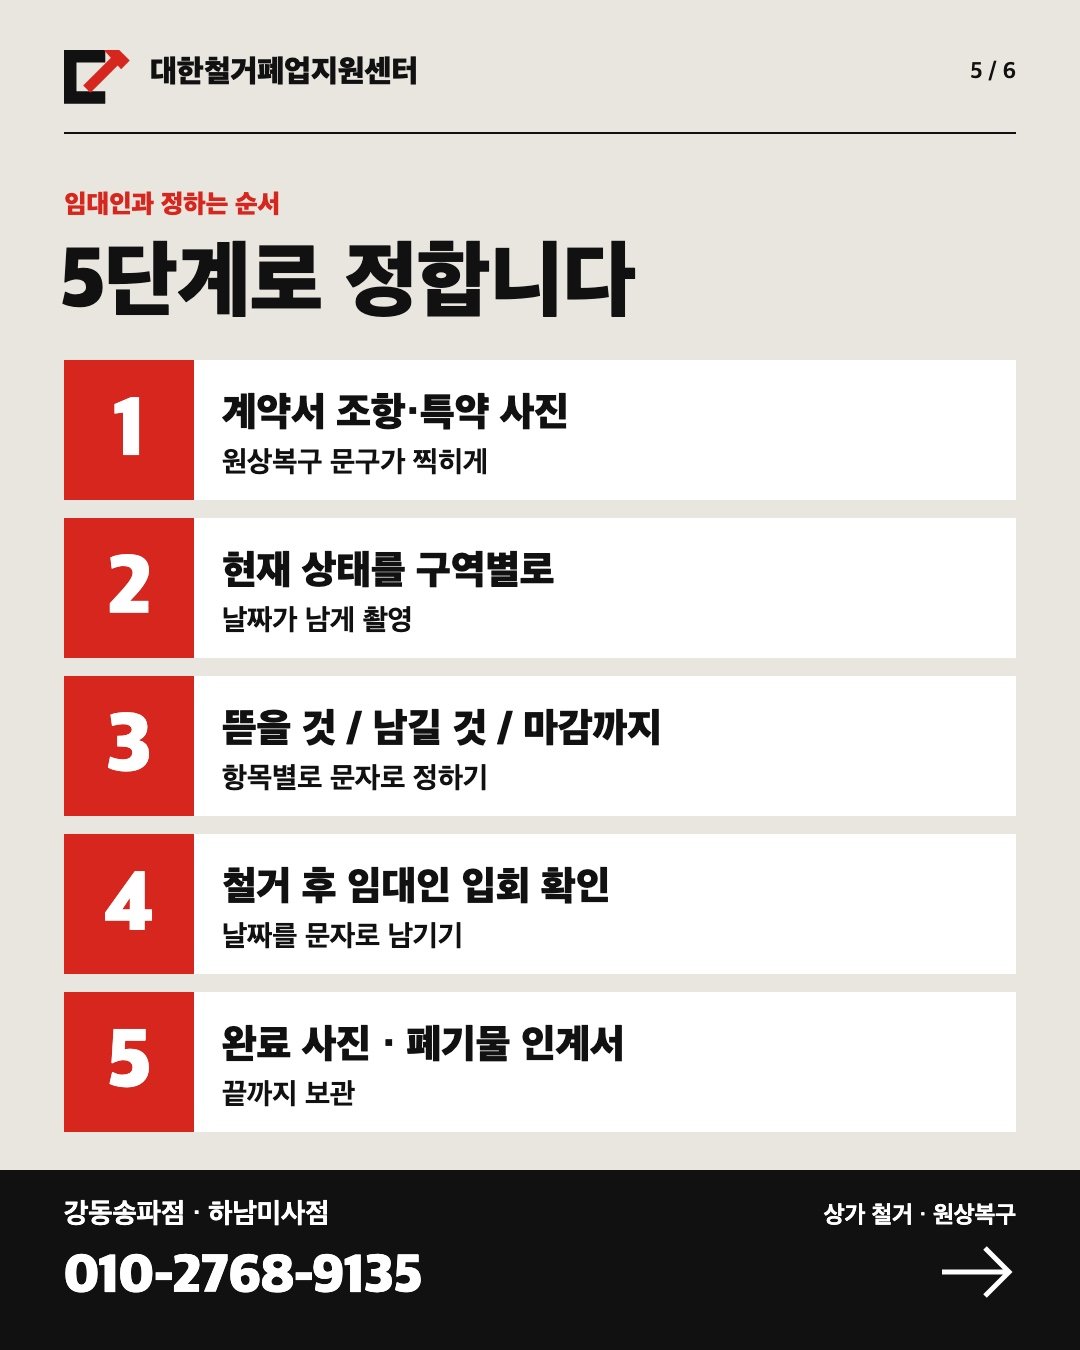 대한철거폐업지원센터
5 / 6
임대인과 정하는 순서
5단계로 정합니다
1
계약서 조항·특약 사진
원상복구 문구가 찍히게
2
현재 상태를 구역별로
날짜가 남게 촬영
3
뜯을 것 / 남길 것 / 마감까지
항목별로 문자로 정하기
4
철거 후 임대인 입회 확인
날짜를 문자로 남기기
5
완료 사진 · 폐기물 인계서
끝까지 보관
강동송파점 · 하남미사점
상가 철거 · 원상복구
010-2768-9135